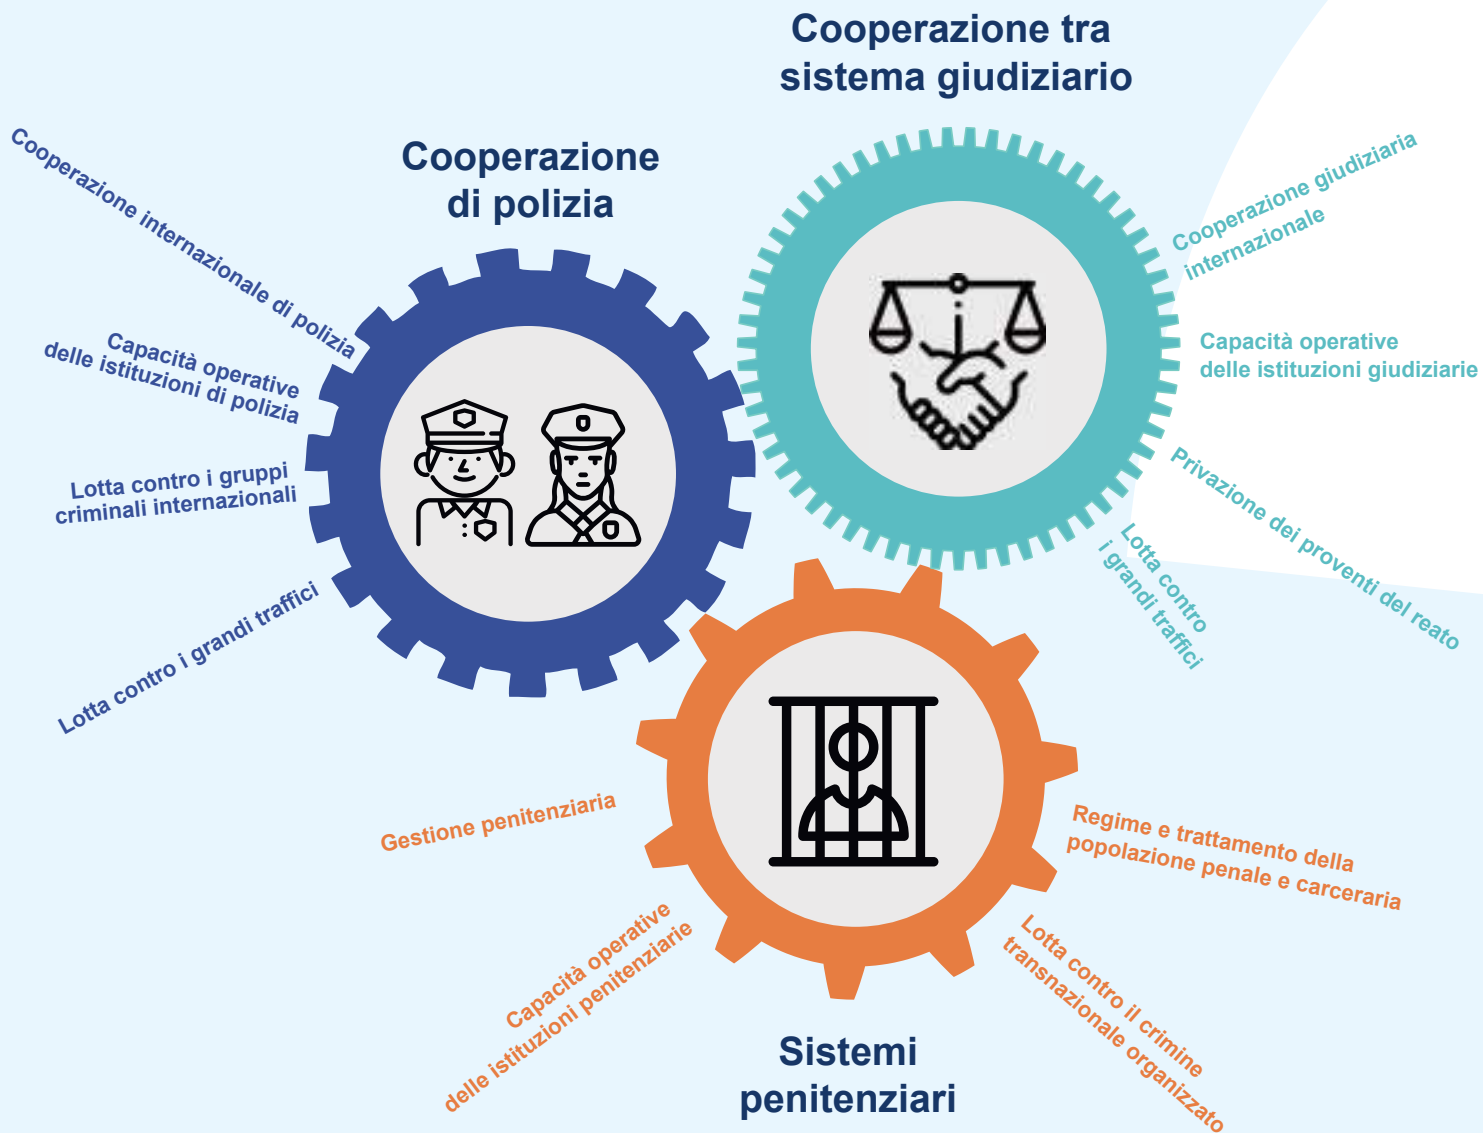 Cooperazione tra
sistema giudiziario
Cooperazione
di polizia
Cooperazione internazionale di polizia
Capacità operative
delle istituzioni di polizia
Lotta contro i gruppi
criminali internazionali
Lotta contro i grandi traffici
Cooperazione giudiziaria
internazionale
Capacità operative
delle istituzioni giudiziarie
Privazione dei proventi del reato
Lotta contro
i grandi traffici
Gestione penitenziaria
Capacità operative
delle istituzioni penitenziarie
Regime e trattamento della
popolazione penale e carceraria
Lotta contro il crimine
transnazionale organizzato
Sistemi
penitenziari